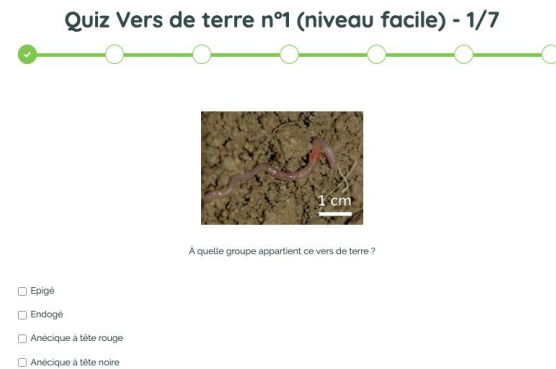 Quiz Vers de terre n°1 (niveau facile) - 1/7
1 cm
À quelle groupe appartient ce vers de terre ?
Epigé
Endogé
Anécique à tête rouge
Anécique à tête noire